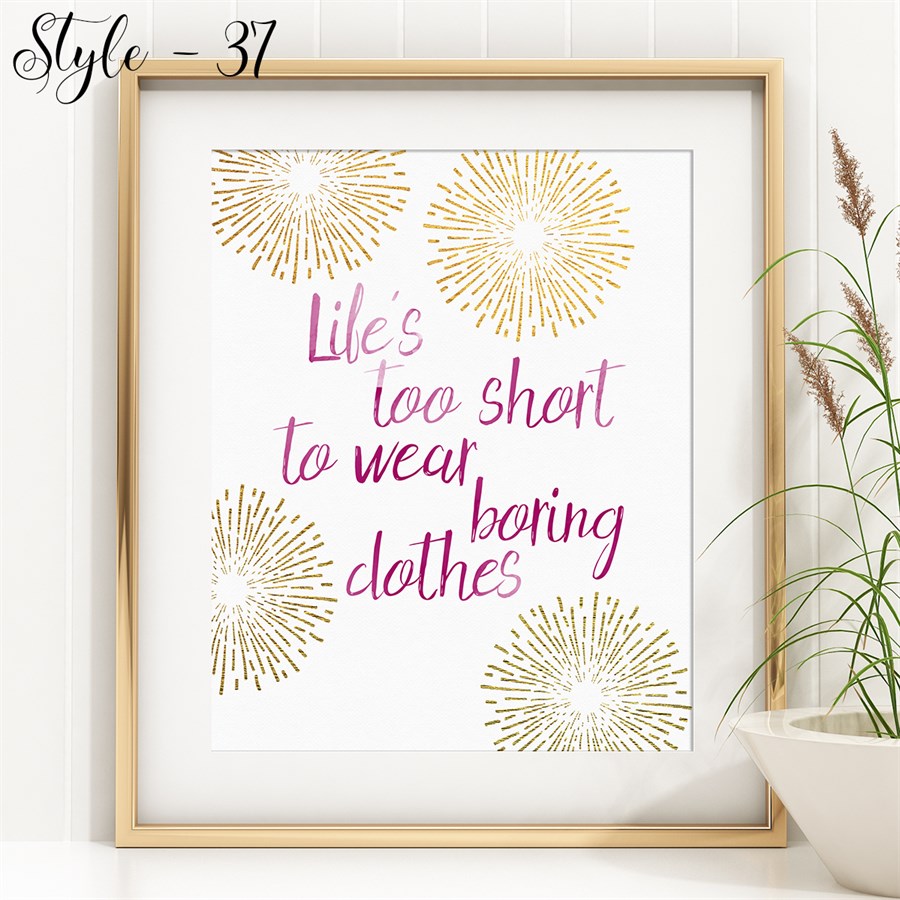 Style - 37
Life's
too short
to wear
boring
clothes